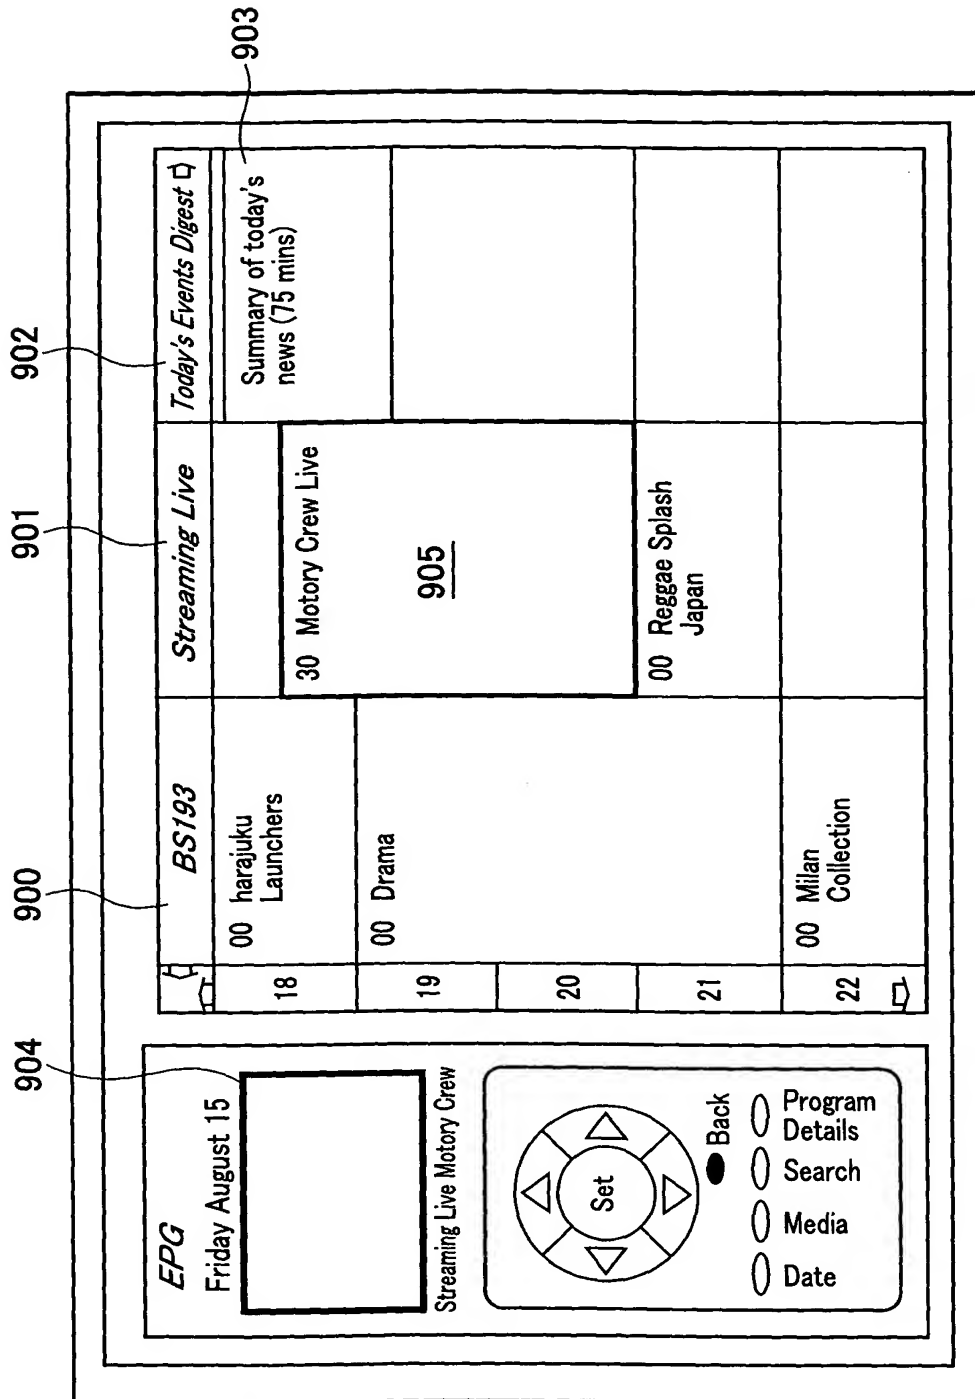 900
901
902
903
904
EPG
Friday August 15
Streaming Live Motory Crew
Set
Back
Date
Media
Search
Program
Details
BS193
Streaming Live
Today's Events Digest
18
19
20
21
22
00 harajuku
Launchers
00 Drama
00 Milan
Collection
30 Motory Crew Live
905
00 Reggae Splash
Japan
Summary of today's
news (75 mins)